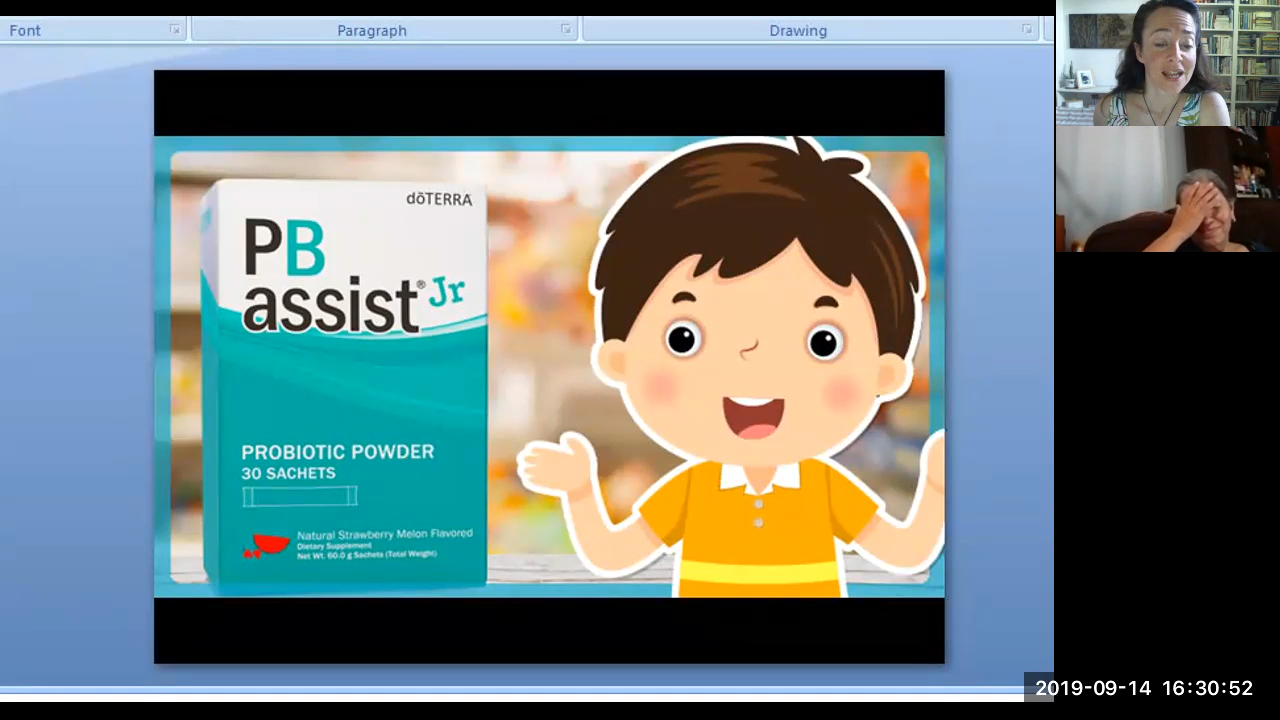 Font
Paragraph
Drawing
dōTERRA
PB
assist® Jr
PROBIOTIC POWDER
30 SACHETS
Natural Strawberry Melon Flavored
Dietary Supplement
Net Wt. 60.0 g Sachets (Total Weight)
2019-09-14 16:30:52